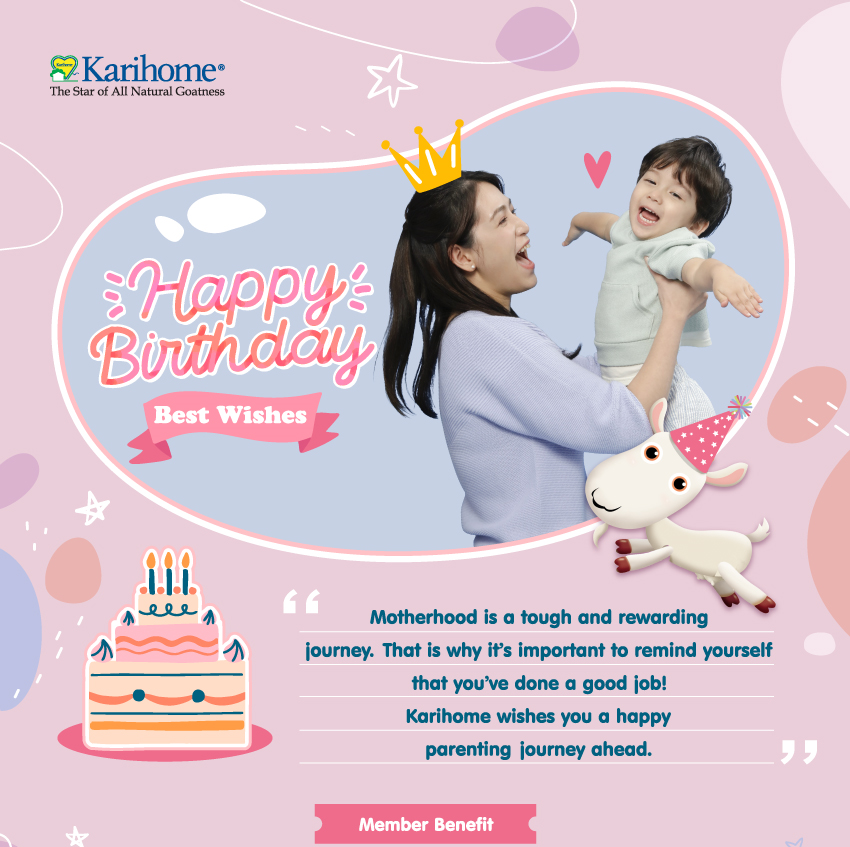 Karihome®
The Star of All Natural Goatness
Happy
Birthday
Best Wishes
“
Motherhood is a tough and rewarding
journey. That is why it’s important to remind yourself
that you’ve done a good job!
Karihome wishes you a happy
parenting journey ahead.
”
Member Benefit